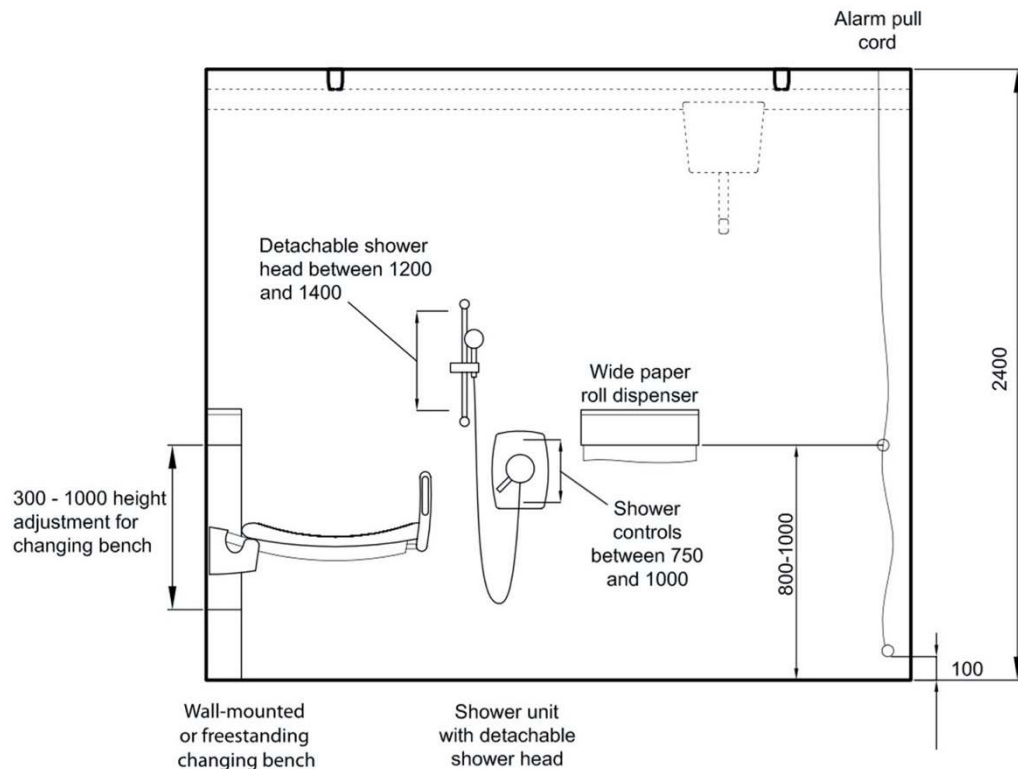 Alarm pull
cord
Detachable shower
head between 1200
and 1400
Wide paper
roll dispenser
2400
300 - 1000 height
adjustment for
changing bench
Shower
controls
between 750
and 1000
800-1000
100
Wall-mounted
or freestanding
changing bench
Shower unit
with detachable
shower head